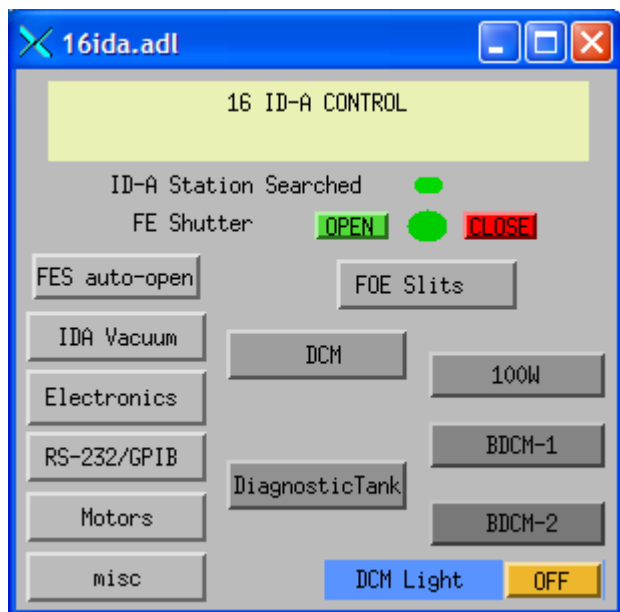 16ida.adl
16 ID-A CONTROL
ID-A Station Searched
FE Shutter OPEN CLOSE
FES auto-open
FOE Slits
IDA Vacuum
DCM
100W
Electronics
BDCM-1
RS-232/GPIB
DiagnosticTank
Motors
BDCM-2
misc
DCM Light OFF